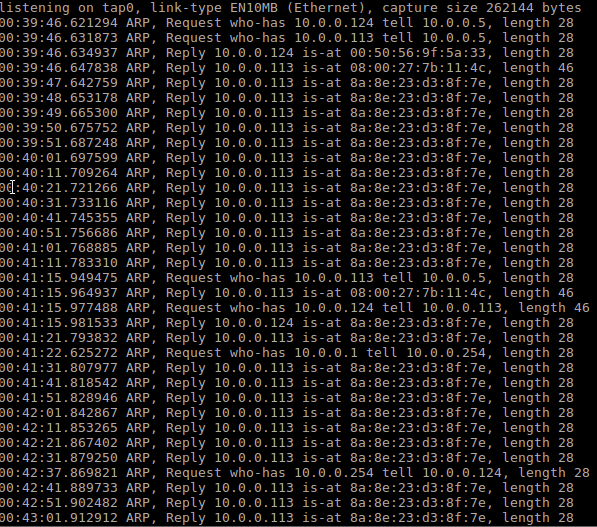 listening on tap0, link-type EN10MB (Ethernet), capture size 262144 bytes
00:39:46.621294 ARP, Request who-has 10.0.0.124 tell 10.0.0.5, length 28
00:39:46.631873 ARP, Request who-has 10.0.0.113 tell 10.0.0.5, length 28
00:39:46.634937 ARP, Reply 10.0.0.124 is-at 00:50:56:9f:5a:33, length 28
00:39:46.647838 ARP, Reply 10.0.0.113 is-at 08:00:27:7b:11:4c, length 46
00:39:47.642759 ARP, Reply 10.0.0.113 is-at 8a:8e:23:d3:8f:7e, length 28
00:39:48.653178 ARP, Reply 10.0.0.113 is-at 8a:8e:23:d3:8f:7e, length 28
00:39:49.665300 ARP, Reply 10.0.0.113 is-at 8a:8e:23:d3:8f:7e, length 28
00:39:50.675752 ARP, Reply 10.0.0.113 is-at 8a:8e:23:d3:8f:7e, length 28
00:39:51.687248 ARP, Reply 10.0.0.113 is-at 8a:8e:23:d3:8f:7e, length 28
00:40:01.697599 ARP, Reply 10.0.0.113 is-at 8a:8e:23:d3:8f:7e, length 28
00:40:11.709264 ARP, Reply 10.0.0.113 is-at 8a:8e:23:d3:8f:7e, length 28
00:40:21.721266 ARP, Reply 10.0.0.113 is-at 8a:8e:23:d3:8f:7e, length 28
00:40:31.733116 ARP, Reply 10.0.0.113 is-at 8a:8e:23:d3:8f:7e, length 28
00:40:41.745355 ARP, Reply 10.0.0.113 is-at 8a:8e:23:d3:8f:7e, length 28
00:40:51.756686 ARP, Reply 10.0.0.113 is-at 8a:8e:23:d3:8f:7e, length 28
00:41:01.768885 ARP, Reply 10.0.0.113 is-at 8a:8e:23:d3:8f:7e, length 28
00:41:11.783310 ARP, Reply 10.0.0.113 is-at 8a:8e:23:d3:8f:7e, length 28
00:41:15.949475 ARP, Request who-has 10.0.0.113 tell 10.0.0.5, length 28
00:41:15.964937 ARP, Reply 10.0.0.113 is-at 08:00:27:7b:11:4c, length 46
00:41:15.977488 ARP, Request who-has 10.0.0.124 tell 10.0.0.113, length 46
00:41:15.981533 ARP, Reply 10.0.0.124 is-at 8a:8e:23:d3:8f:7e, length 28
00:41:21.793832 ARP, Reply 10.0.0.113 is-at 8a:8e:23:d3:8f:7e, length 28
00:41:22.625272 ARP, Request who-has 10.0.0.1 tell 10.0.0.254, length 28
00:41:31.807977 ARP, Reply 10.0.0.113 is-at 8a:8e:23:d3:8f:7e, length 28
00:41:41.818542 ARP, Reply 10.0.0.113 is-at 8a:8e:23:d3:8f:7e, length 28
00:41:51.828946 ARP, Reply 10.0.0.113 is-at 8a:8e:23:d3:8f:7e, length 28
00:42:01.842867 ARP, Reply 10.0.0.113 is-at 8a:8e:23:d3:8f:7e, length 28
00:42:11.853265 ARP, Reply 10.0.0.113 is-at 8a:8e:23:d3:8f:7e, length 28
00:42:21.867402 ARP, Reply 10.0.0.113 is-at 8a:8e:23:d3:8f:7e, length 28
00:42:31.879250 ARP, Reply 10.0.0.113 is-at 8a:8e:23:d3:8f:7e, length 28
00:42:37.869821 ARP, Request who-has 10.0.0.254 tell 10.0.0.124, length 28
00:42:41.889733 ARP, Reply 10.0.0.113 is-at 8a:8e:23:d3:8f:7e, length 28
00:42:51.902482 ARP, Reply 10.0.0.113 is-at 8a:8e:23:d3:8f:7e, length 28
00:43:01.912912 ARP, Reply 10.0.0.113 is-at 8a:8e:23:d3:8f:7e, length 28